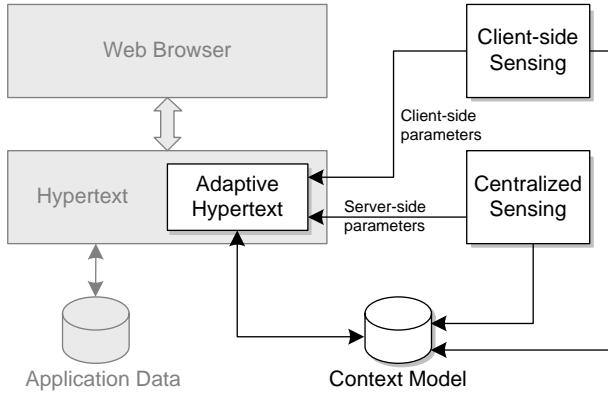 Web Browser
Client-side
Sensing
Client-side
parameters
Hypertext
Adaptive
Hypertext
Server-side
parameters
Centralized
Sensing
Application Data
Context Model